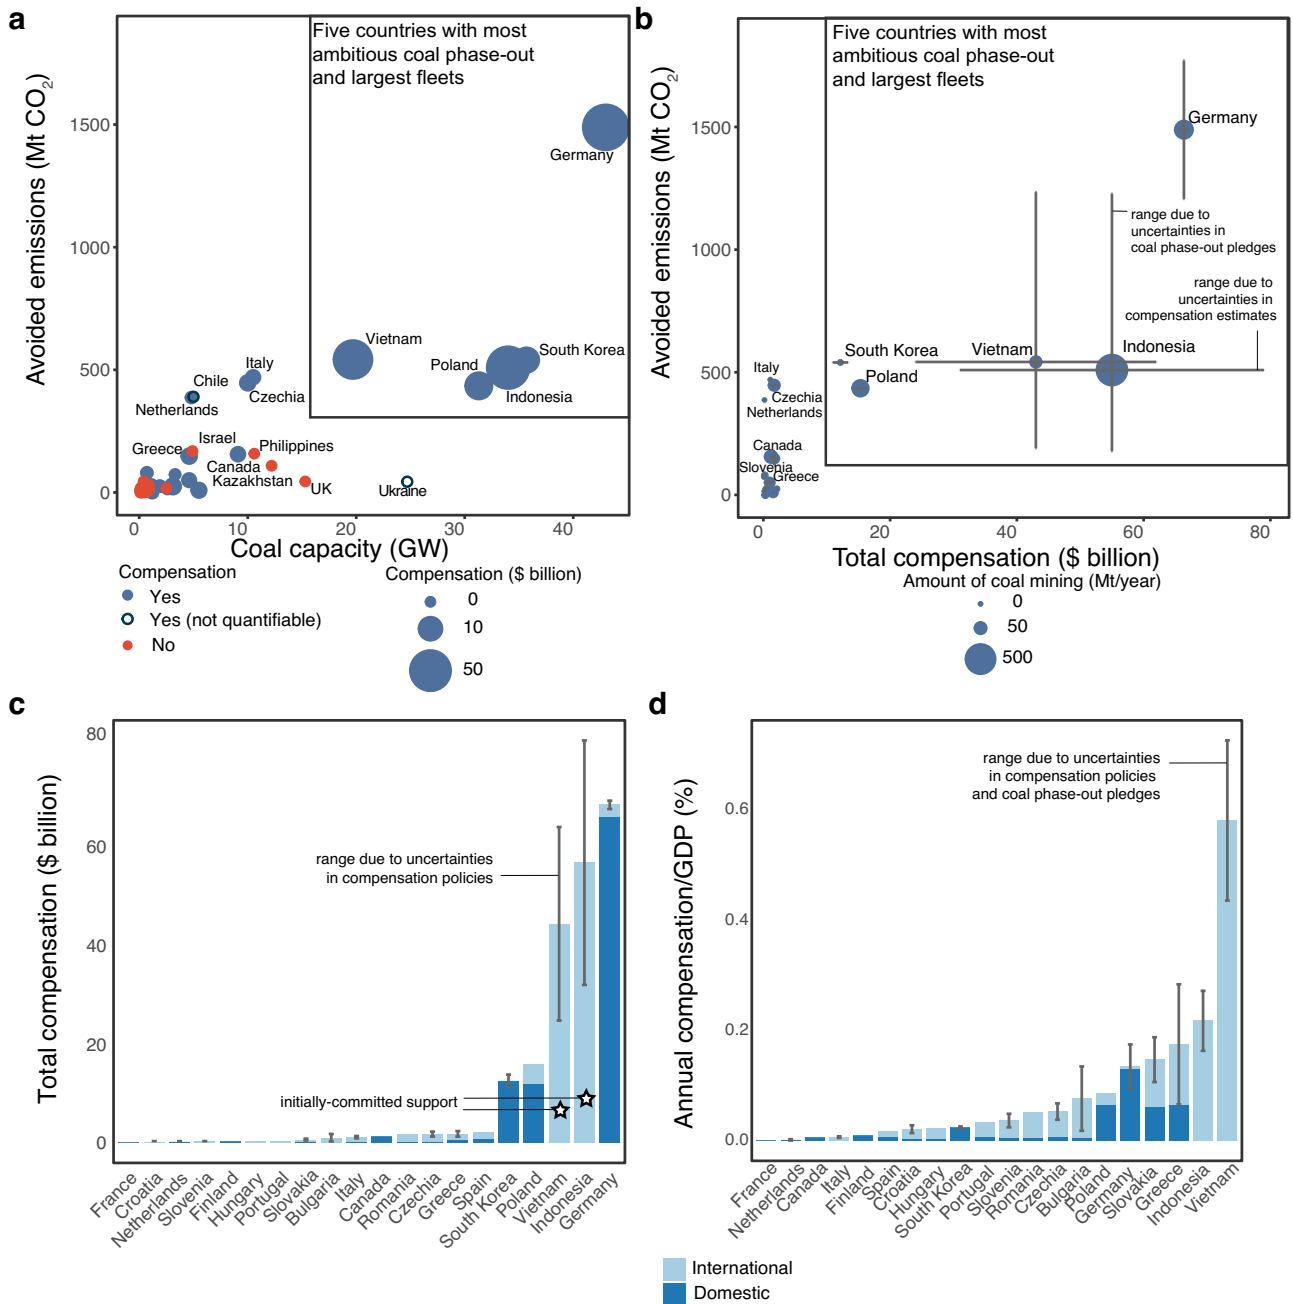 a
Five countries with most
ambitious coal phase-out
and largest fleets
Avoided emissions (Mt CO2)
1500
1000
500
0
Germany
Vietnam
South Korea
Poland
Indonesia
Italy
Chile
Czechia
Netherlands
Israel
Greece
Philippines
Canada
Kazakhstan
UK
Ukraine
0
10
20
30
40
Coal capacity (GW)
Compensation
Yes
Yes (not quantifiable)
No
Compensation ($ billion)
0
10
50
b
Five countries with most
ambitious coal phase-out
and largest fleets
Avoided emissions (Mt CO2)
1500
1000
500
0
Germany
range due to
uncertainties in
coal phase-out pledges
range due to
uncertainties in
compensation estimates
South Korea
Vietnam
Indonesia
Poland
Italy
Czechia
Netherlands
Canada
Slovenia
Greece
0
20
40
60
80
Total compensation ($ billion)
Amount of coal mining (Mt/year)
0
50
500
c
Total compensation ($ billion)
80
60
40
20
0
range due to uncertainties
in compensation policies
initially-committed support
France
Croatia
Netherlands
Slovenia
Finland
Hungary
Portugal
Slovakia
Bulgaria
Italy
Canada
Romania
Czechia
Greece
Spain
South Korea
Poland
Vietnam
Indonesia
Germany
d
Annual compensation/GDP (%)
0.6
0.4
0.2
0.0
range due to uncertainties
in compensation policies
and coal phase-out pledges
France
Netherlands
Canada
Italy
Finland
Spain
Croatia
Hungary
South Korea
Portugal
Slovenia
Romania
Czechia
Bulgaria
Poland
Germany
Slovakia
Greece
Indonesia
Vietnam
International
Domestic